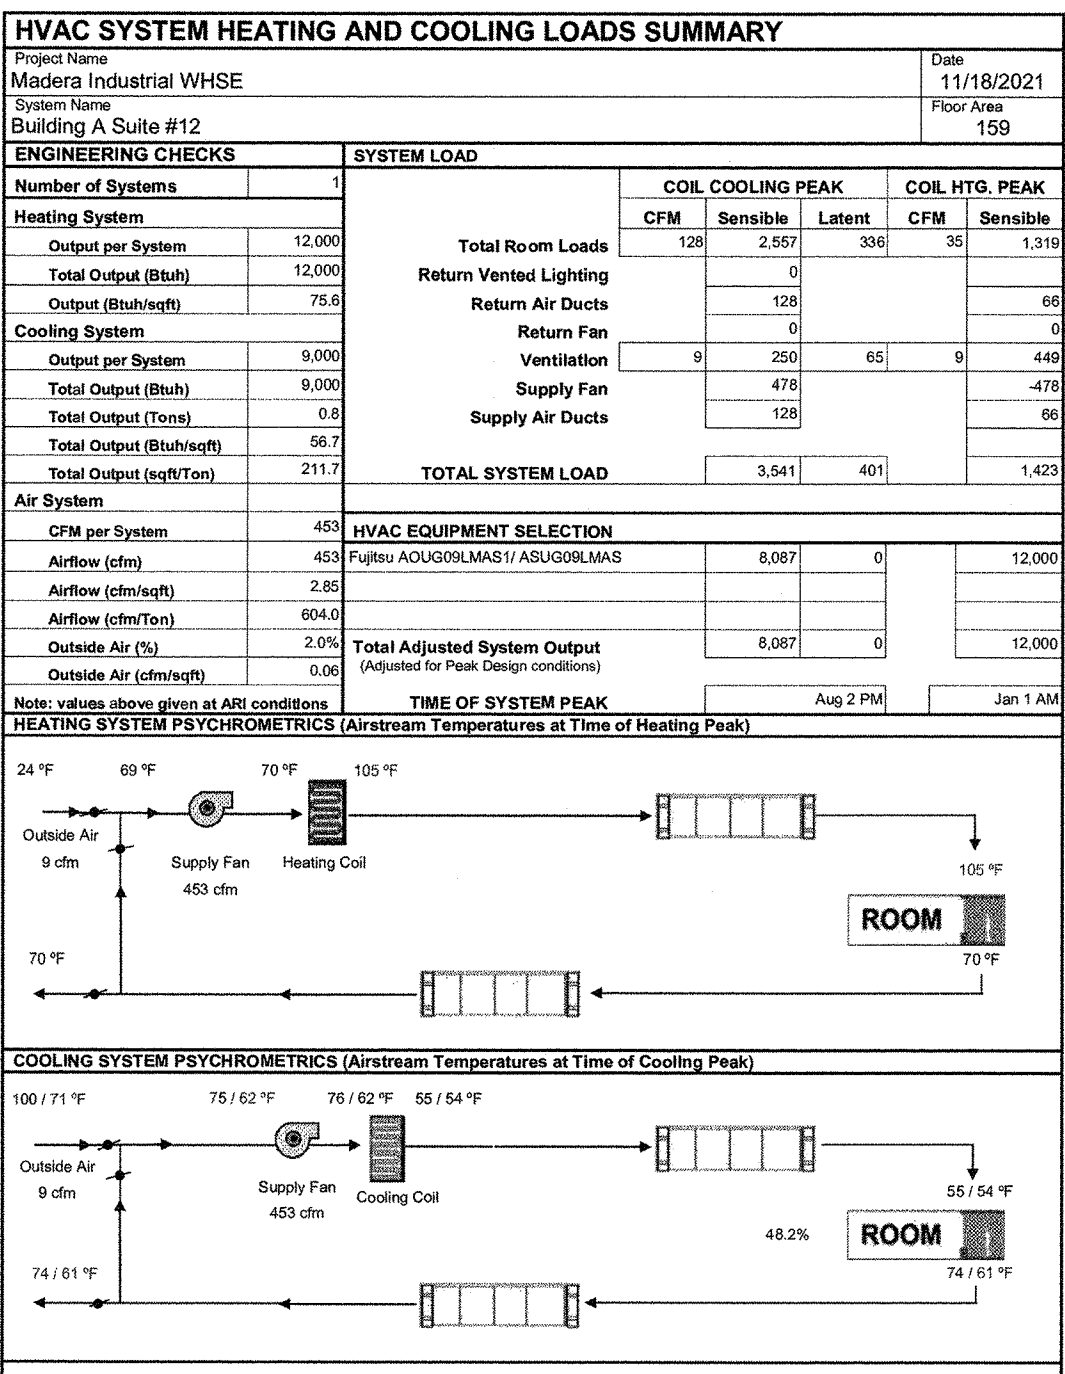 HVAC SYSTEM HEATING AND COOLING LOADS SUMMARY
Project Name Date
Madera Industrial WHSE 11/18/2021
System Name Floor Area
Building A Suite #12 159
ENGINEERING CHECKS SYSTEM LOAD
Number of Systems 1 COIL COOLING PEAK COIL HTG. PEAK
Heating System CFM Sensible Latent CFM Sensible
Output per System 12,000 Total Room Loads 128 2,557 336 35 1,319
Total Output (Btuh) 12,000 Return Vented Lighting 0
Output (Btuh/sqft) 75.6 Return Air Ducts 128 66
Cooling System Return Fan 0 0
Output per System 9,000 Ventilation 9 250 65 9 449
Total Output (Btuh) 9,000 Supply Fan 478 -478
Total Output (Tons) 0.8 Supply Air Ducts 128 66
Total Output (Btuh/sqft) 56.7
Total Output (sqft/Ton) 211.7 TOTAL SYSTEM LOAD 3,541 401 1,423
Air System
CFM per System 453 HVAC EQUIPMENT SELECTION
Airflow (cfm) 453 Fujitsu AOUG09LMAS1/ ASUG09LMAS 8,087 0 12,000
Airflow (cfm/sqft) 2.85
Airflow (cfm/Ton) 604.0
Outside Air (%) 2.0% Total Adjusted System Output 8,087 0 12,000
Outside Air (cfm/sqft) 0.06 (Adjusted for Peak Design conditions)
Note: values above given at ARI conditions TIME OF SYSTEM PEAK Aug 2 PM Jan 1 AM
HEATING SYSTEM PSYCHROMETRICS (Airstream Temperatures at Time of Heating Peak)
24 ºF 69 ºF 70 ºF 105 ºF
Outside Air
9 cfm Supply Fan Heating Coil 105 ºF
453 cfm
ROOM
70 ºF 70 ºF
COOLING SYSTEM PSYCHROMETRICS (Airstream Temperatures at Time of Cooling Peak)
100 / 71 ºF 75 / 62 ºF 76 / 62 ºF 55 / 54 ºF
Outside Air
9 cfm Supply Fan Cooling Coil 55 / 54 ºF
453 cfm
48.2% ROOM
74 / 61 ºF 74 / 61 ºF